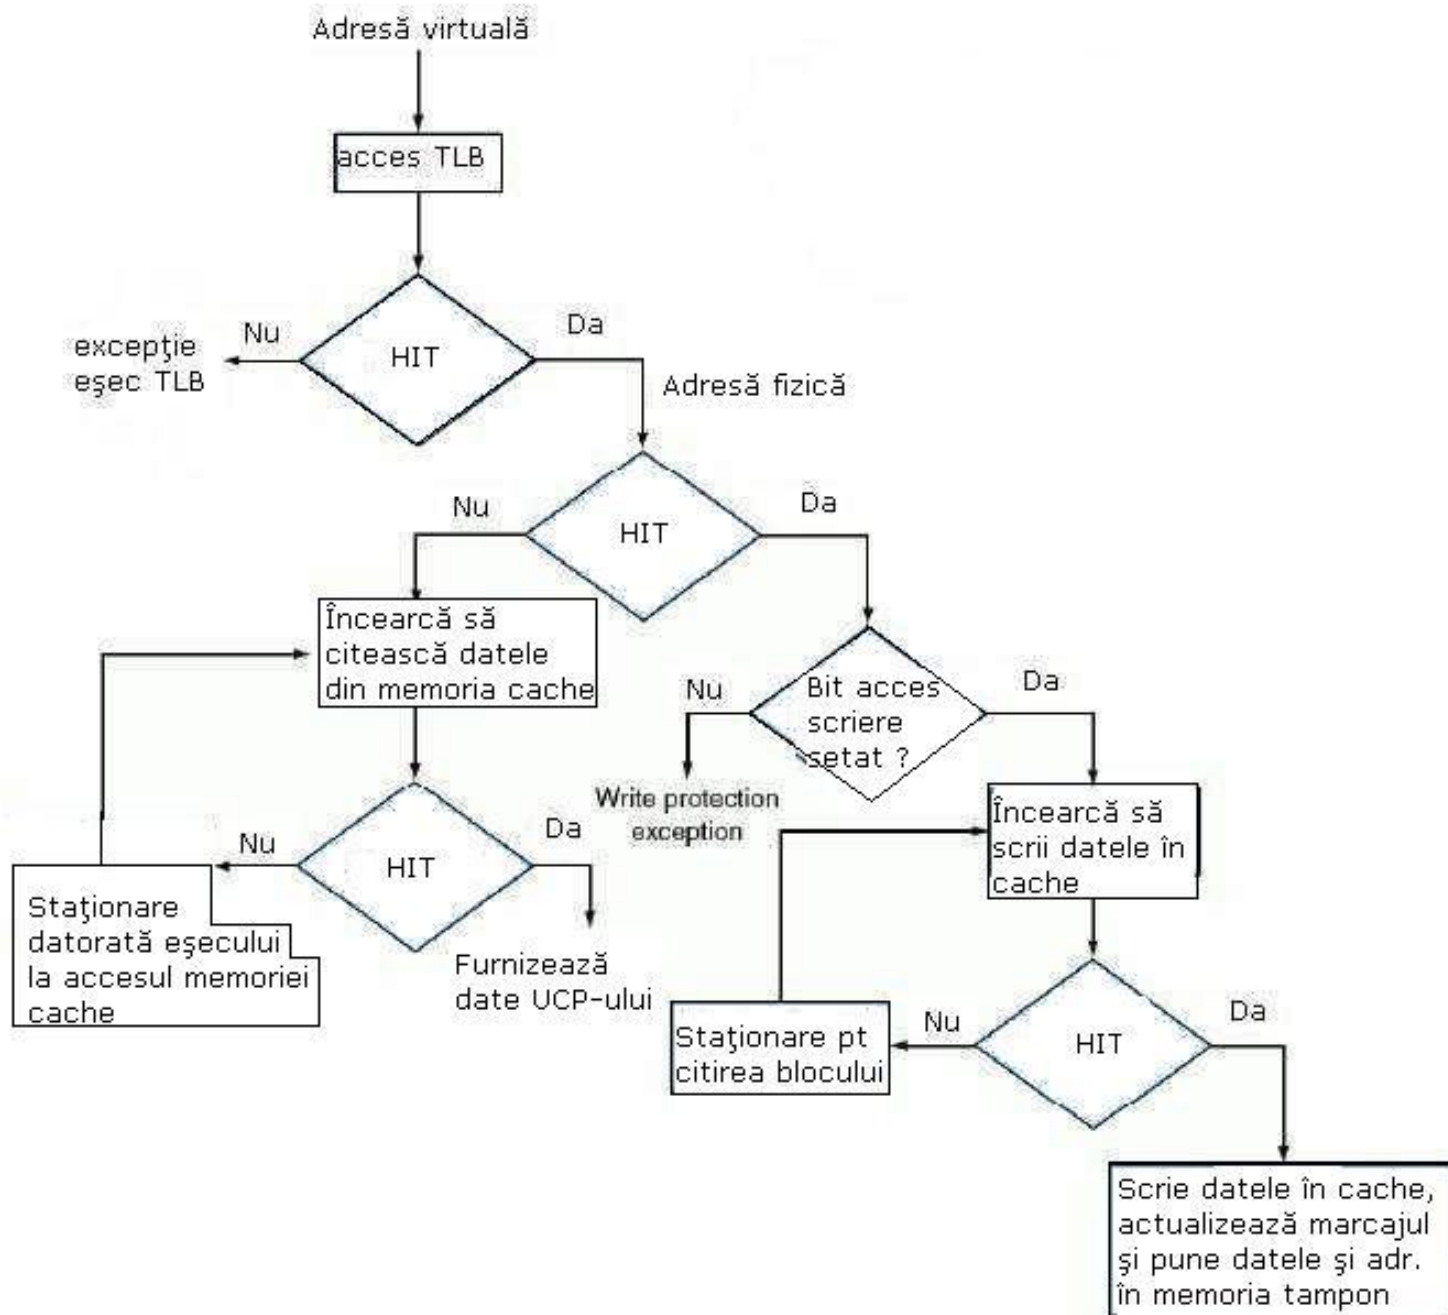 Adresă virtuală
acces TLB
HIT
Nu
Da
excepţie
eşec TLB
Adresă fizică
HIT
Nu
Da
Încearcă să
citească datele
din memoria cache
Bit acces
scriere
setat ?
Nu
Da
Write protection
exception
Încearcă să
scrii datele în
cache
HIT
Nu
Da
Staţionare
datorată eşecului
la accesul memoriei
cache
Furnizează
date UCP-ului
HIT
Nu
Da
Staţionare pt
citirea blocului
Scrie datele în cache,
actualizează marcajul
şi pune datele şi adr.
în memoria tampon